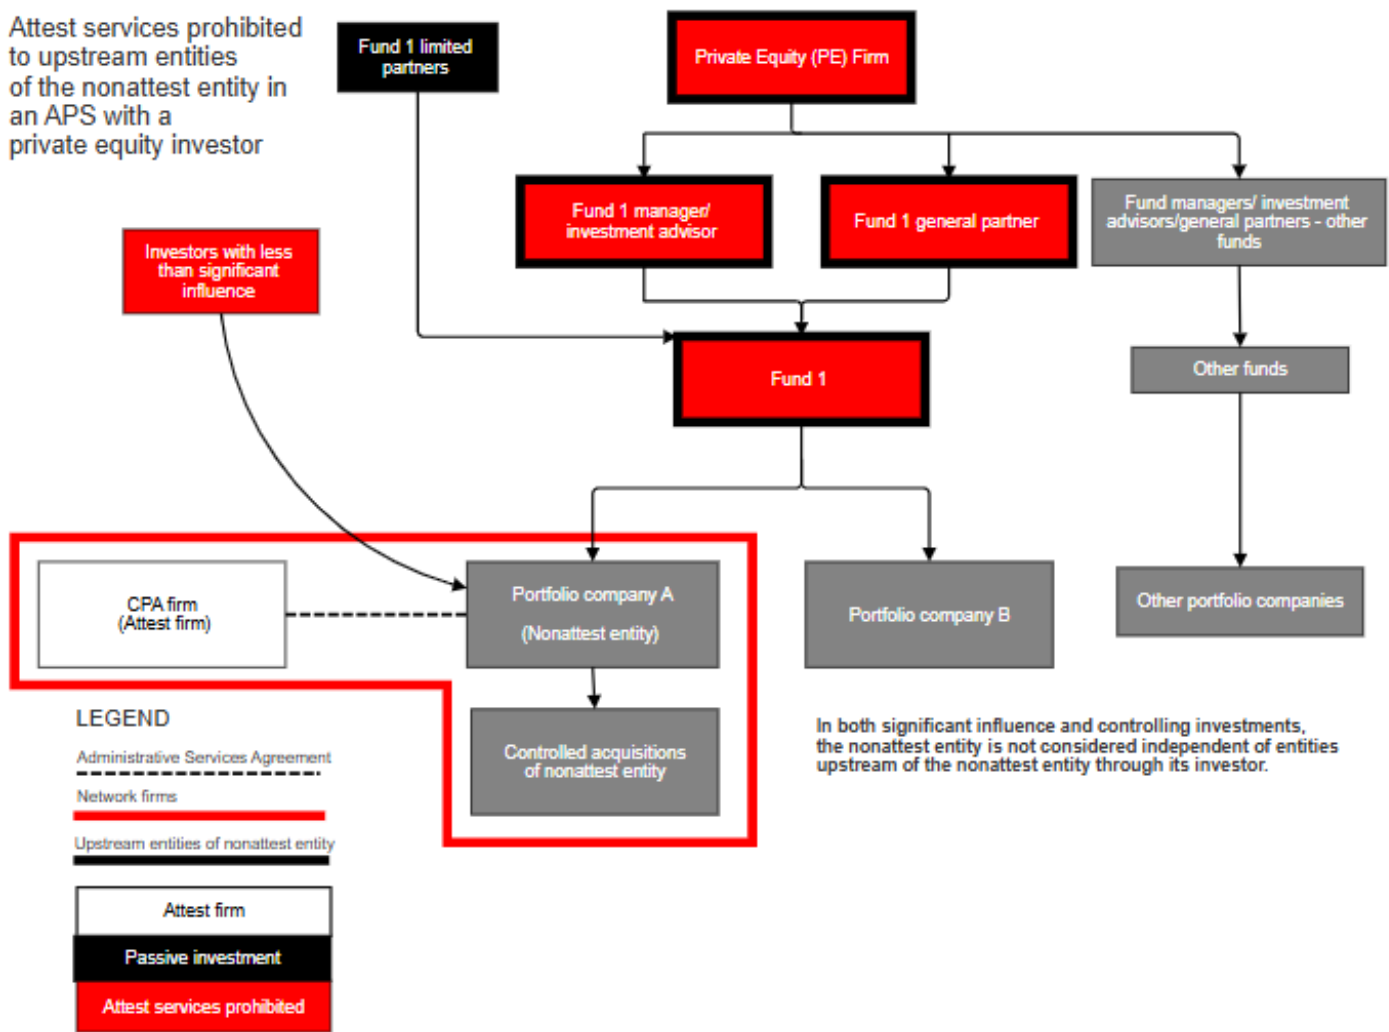 Attest services prohibited
to upstream entities
of the nonattest entity in
an APS with a
private equity investor
Fund 1 limited
partners
Private Equity (PE) Firm
Fund 1 manager/
investment advisor
Fund 1 general partner
Fund managers/ investment
advisors/general partners - other
funds
Investors with less
than significant
influence
Fund 1
Other funds
CPA firm
(Attest firm)
Portfolio company A
(Nonattest entity)
Portfolio company B
Other portfolio companies
Controlled acquisitions
of nonattest entity
In both significant influence and controlling investments,
the nonattest entity is not considered independent of entities
upstream of the nonattest entity through its investor.
LEGEND
Administrative Services Agreement
Network firms
Upstream entities of nonattest entity
Attest firm
Passive investment
Attest services prohibited